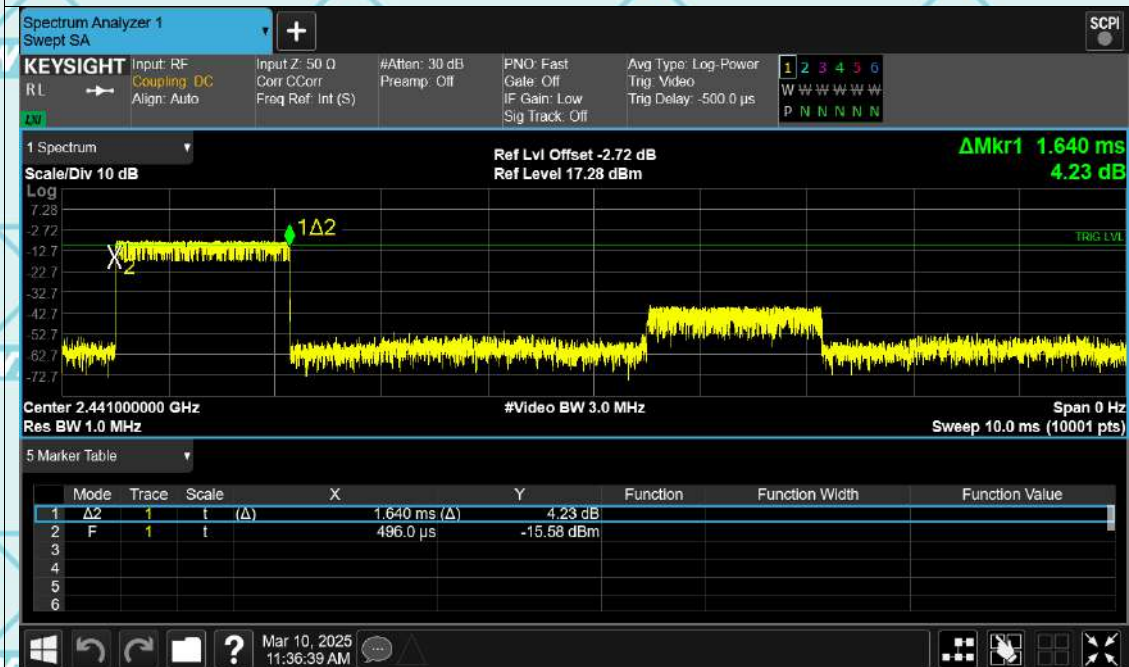 Spectrum Analyzer 1
Swept SA
+
SCPI
KEYSIGHT
RL
LXI
Input: RF
Coupling: DC
Align: Auto
Input Z: 50 Ω
Corr CCorr
Freq Ref: Int (S)
#Atten: 30 dB
Preamp: Off
PNO: Fast
Gate: Off
IF Gain: Low
Sig Track: Off
Avg Type: Log-Power
Trig: Video
Trig Delay: -500.0 µs
1 2 3 4 5 6
W W W W W W
P N N N N N
1 Spectrum
Scale/Div 10 dB
Ref Lvl Offset -2.72 dB
Ref Level 17.28 dBm
ΔMkr1 1.640 ms
4.23 dB
Log
7.28
-2.72
-12.7
-22.7
-32.7
-42.7
-52.7
-62.7
-72.7
1Δ2
X2
TRIG LVL
Center 2.441000000 GHz
Res BW 1.0 MHz
#Video BW 3.0 MHz
Span 0 Hz
Sweep 10.0 ms (10001 pts)
5 Marker Table
Mode Trace Scale X Y Function Function Width Function Value
1 Δ2 1 t (Δ) 1.640 ms (Δ) 4.23 dB
2 F 1 t 496.0 µs -15.58 dBm
3
4
5
6
?
Mar 10, 2025
11:36:39 AM